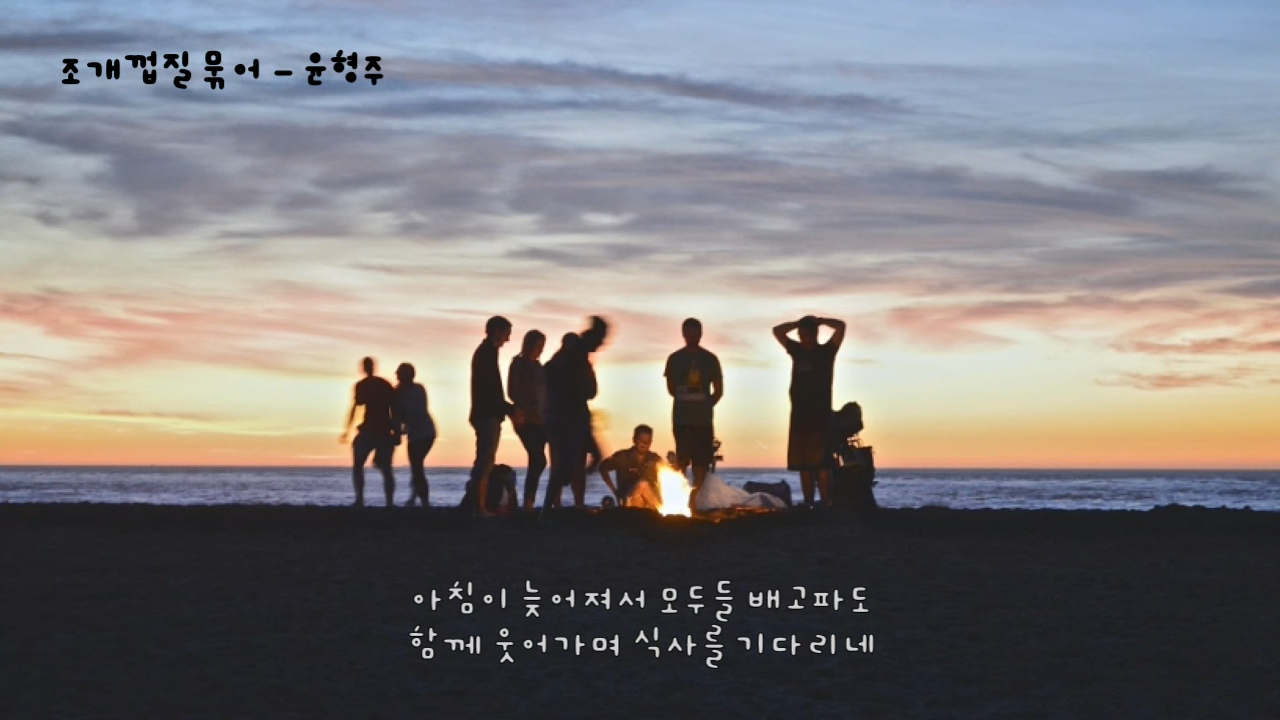 조개껍질 묶어 - 윤형주
아침이 늦어져서 모두들 배고파도
함께 웃어가며 식사를 기다리네